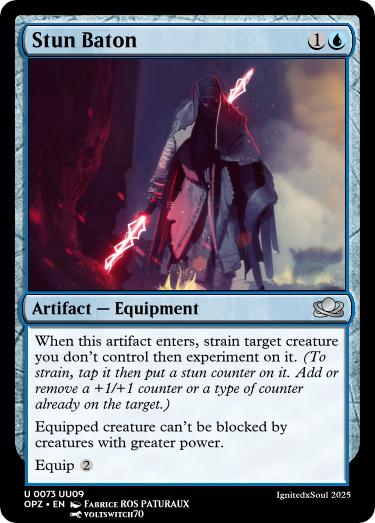 Stun Baton
1
Artifact — Equipment
When this artifact enters, strain target creature
you don't control then experiment on it. (To
strain, tap it then put a stun counter on it. Add or
remove a +1/+1 counter or a type of counter
already on the target.)
Equipped creature can't be blocked by
creatures with greater power.
Equip 2
U 0073 UU09
OPZ • EN Fabrice ROS PATURAUX
voltswitch70
IgnitedxSoul 2025